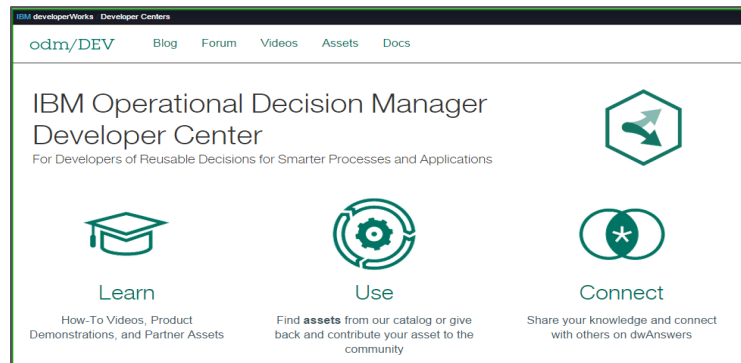 IBM developerWorks Developer Centers
odm/DEV Blog Forum Videos Assets Docs
IBM Operational Decision Manager
Developer Center
For Developers of Reusable Decisions for Smarter Processes and Applications
Learn
How-To Videos, Product
Demonstrations, and Partner Assets
Use
Find assets from our catalog or give
back and contribute your asset to the
community
Connect
Share your knowledge and connect
with others on dwAnswers